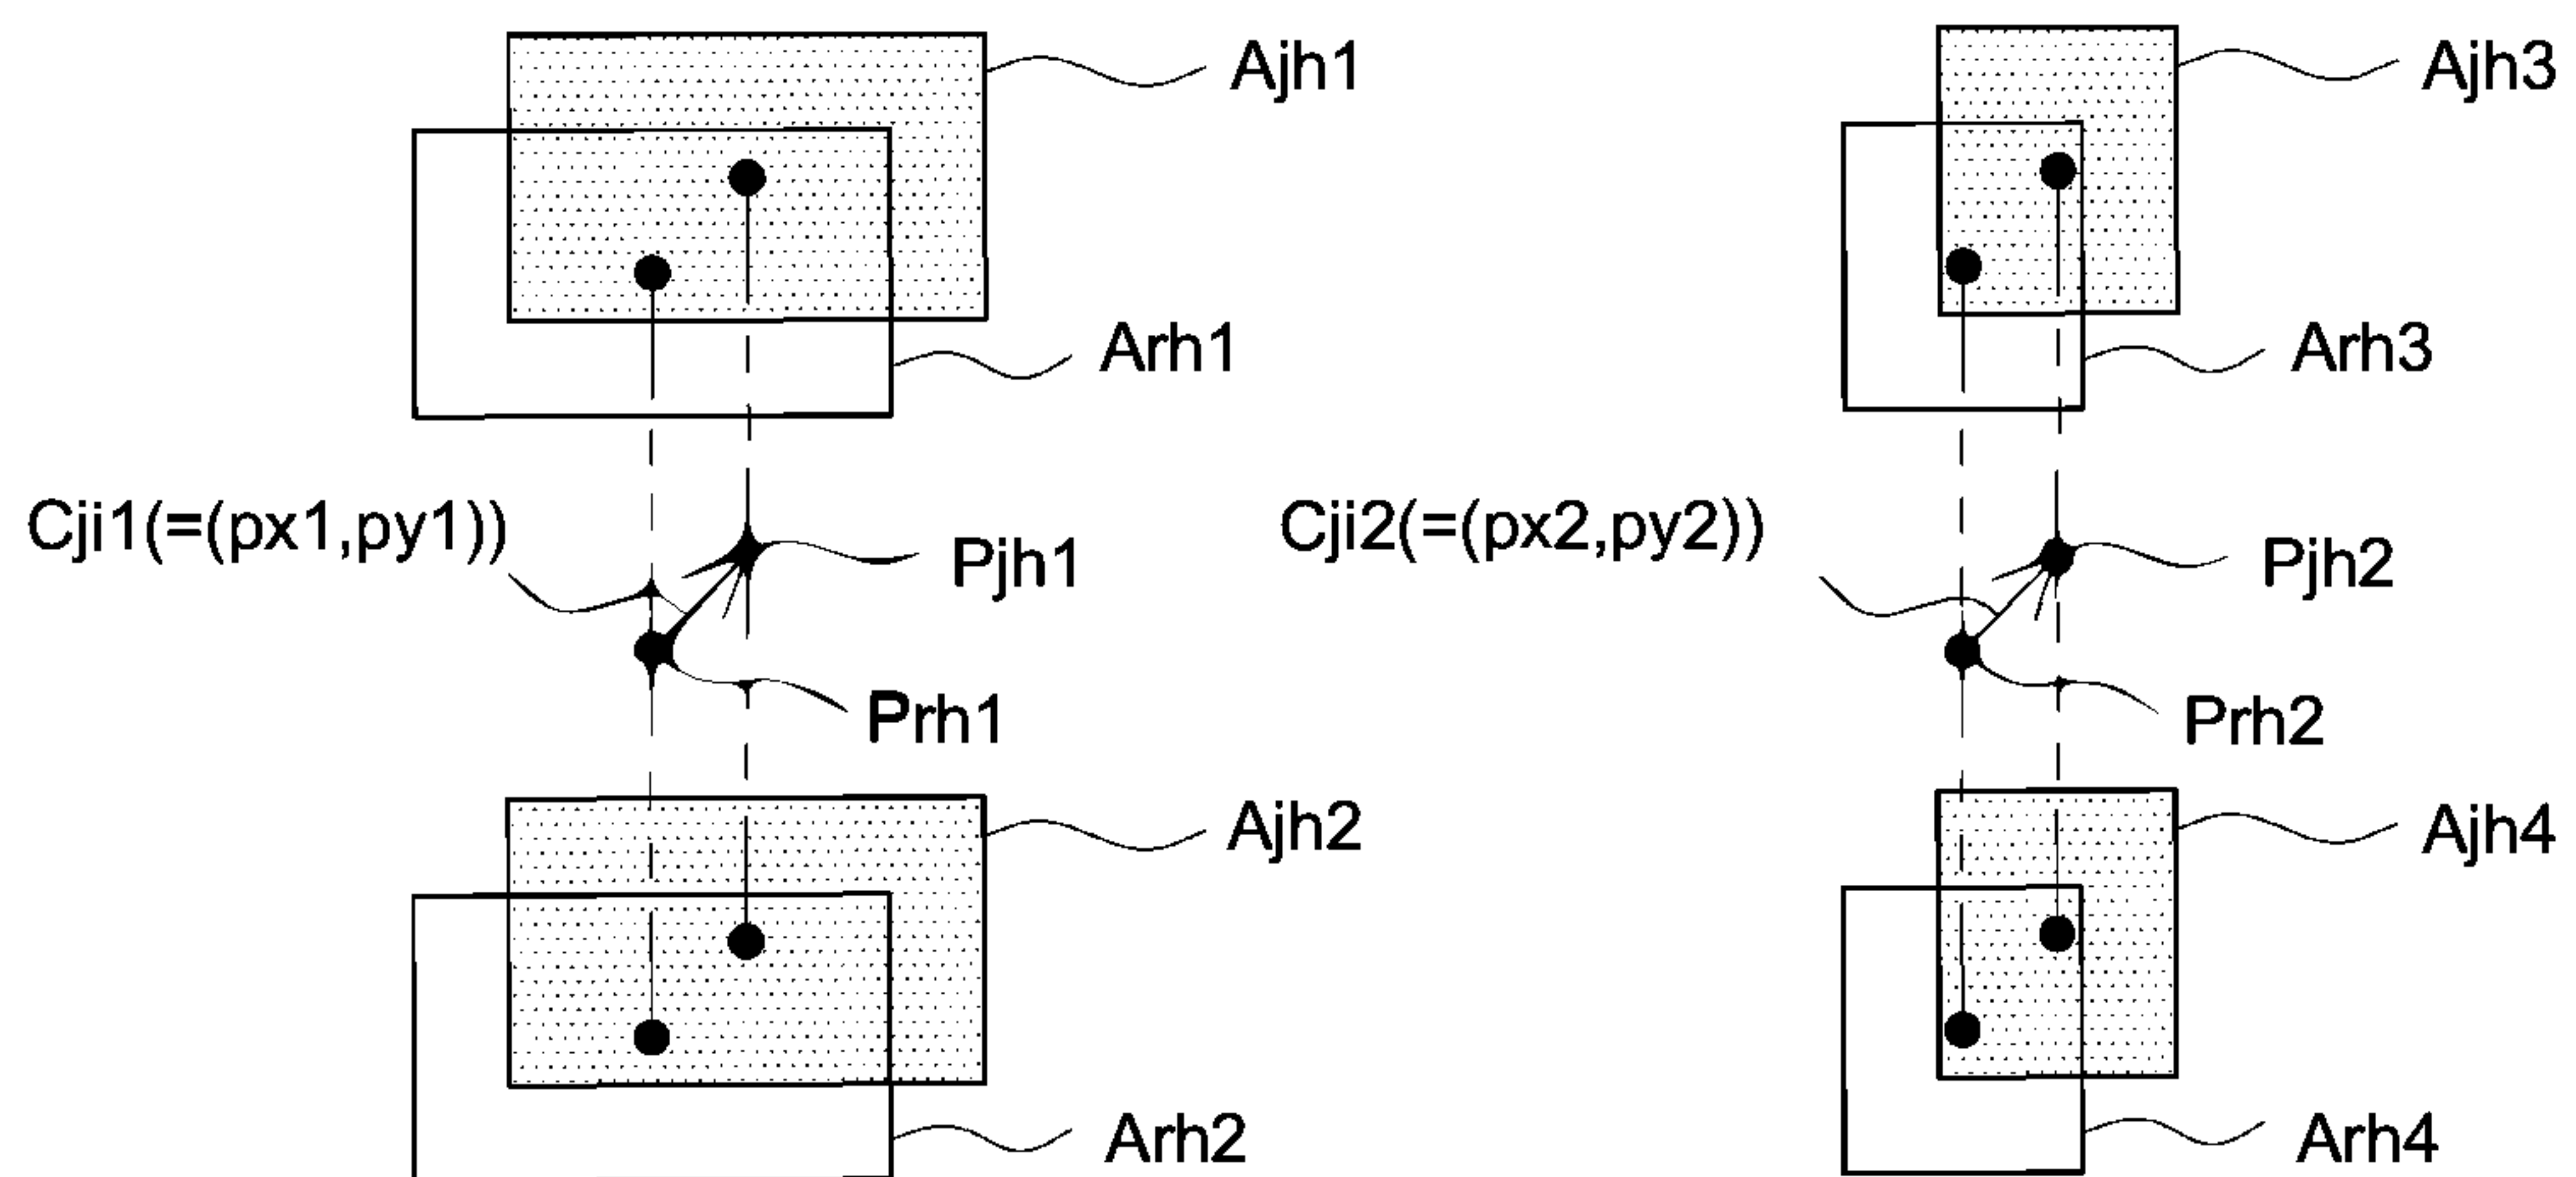 Ajh1
Ajh3
Arh1
Arh3
Cji1(=(px1,py1))
Cji2(=(px2,py2))
Pjh1
Pjh2
Prh1
Prh2
Ajh2
Ajh4
Arh2
Arh4